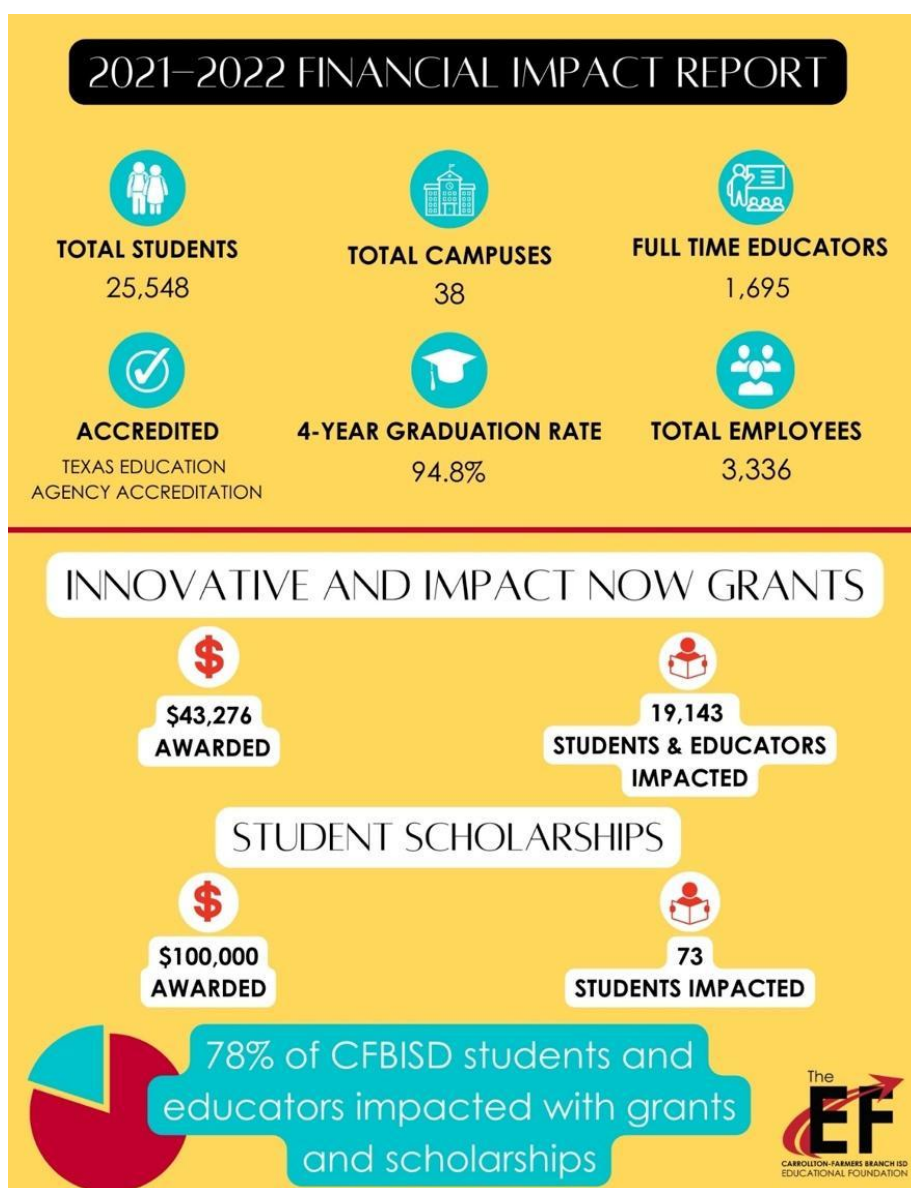 2021–2022 FINANCIAL IMPACT REPORT
TOTAL STUDENTS
25,548
TOTAL CAMPUSES
38
FULL TIME EDUCATORS
1,695
ACCREDITED
TEXAS EDUCATION
AGENCY ACCREDITATION
4-YEAR GRADUATION RATE
94.8%
TOTAL EMPLOYEES
3,336
INNOVATIVE AND IMPACT NOW GRANTS
$43,276
AWARDED
19,143
STUDENTS & EDUCATORS
IMPACTED
STUDENT SCHOLARSHIPS
$100,000
AWARDED
73
STUDENTS IMPACTED
78% of CFBISD students and
educators impacted with grants
and scholarships
The
EF
CARROLLTON-FARMERS BRANCH ISD
EDUCATIONAL FOUNDATION